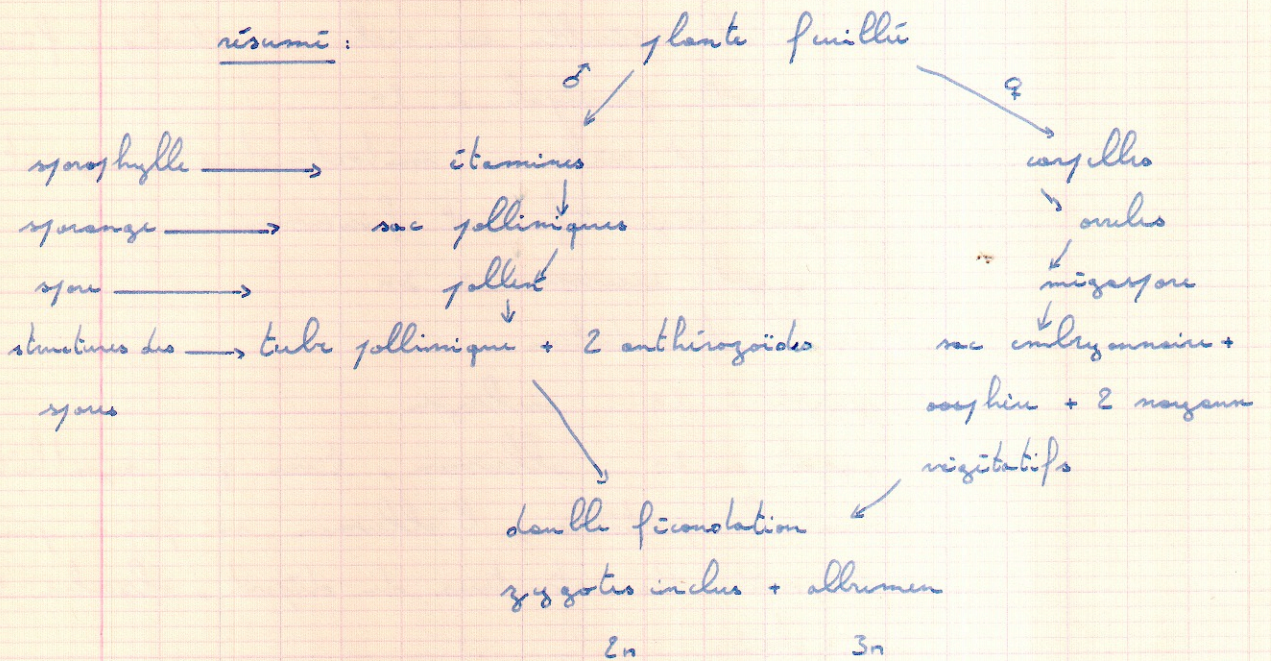 résumé : plante feuillée
♂ ♀
sporophylle → étamines carpelles
sporange → sac polliniques ovules
spore → pollen mégaspore
structures des → tube pollinique + 2 anthérozoïdes sac embryonnaire +
spores oosphère + 2 noyaux
végétatifs
double fécondation
zygotes inclus + albumen
2n 3n